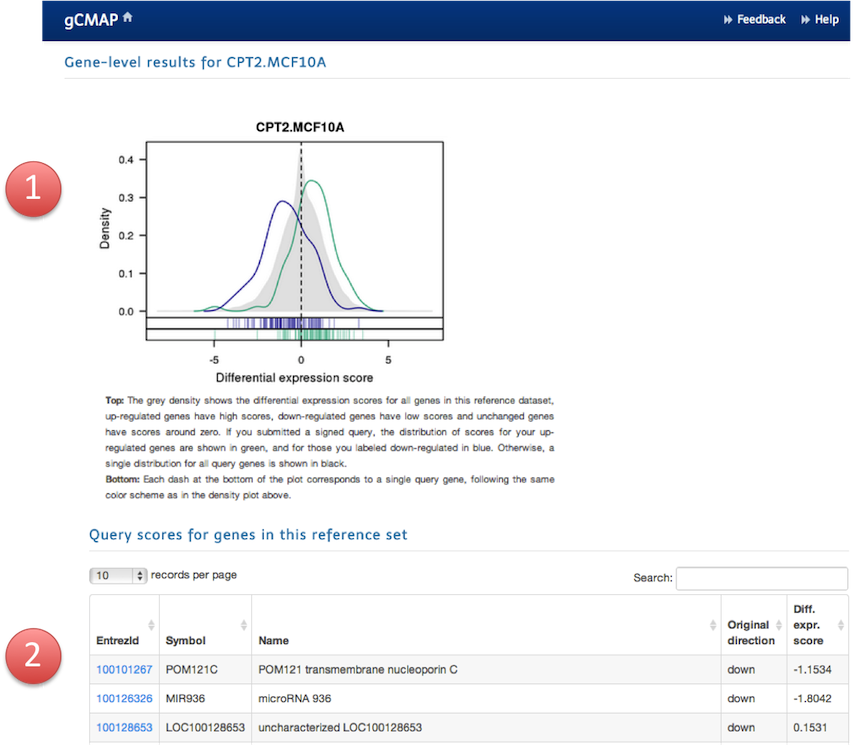 gCMAP
Feedback Help
Gene-level results for CPT2.MCF10A
CPT2.MCF10A
1
Density
0.4
0.3
0.2
0.1
0.0
-5 0 5
Differential expression score
Top: The grey density shows the differential expression scores for all genes in this reference dataset,
up-regulated genes have high scores, down-regulated genes have low scores and unchanged genes
have scores around zero. If you submitted a signed query, the distribution of scores for your up-
regulated genes are shown in green, and for those you labeled down-regulated in blue. Otherwise, a
single distribution for all query genes is shown in black.
Bottom: Each dash at the bottom of the plot corresponds to a single query gene, following the same
color scheme as in the density plot above.
Query scores for genes in this reference set
10 records per page
Search:
2
EntrezId Symbol Name Original direction Diff. expr. score
100101267 POM121C POM121 transmembrane nucleoporin C down -1.1534
100126326 MIR936 microRNA 936 down -1.8042
100128653 LOC100128653 uncharacterized LOC100128653 down 0.1531